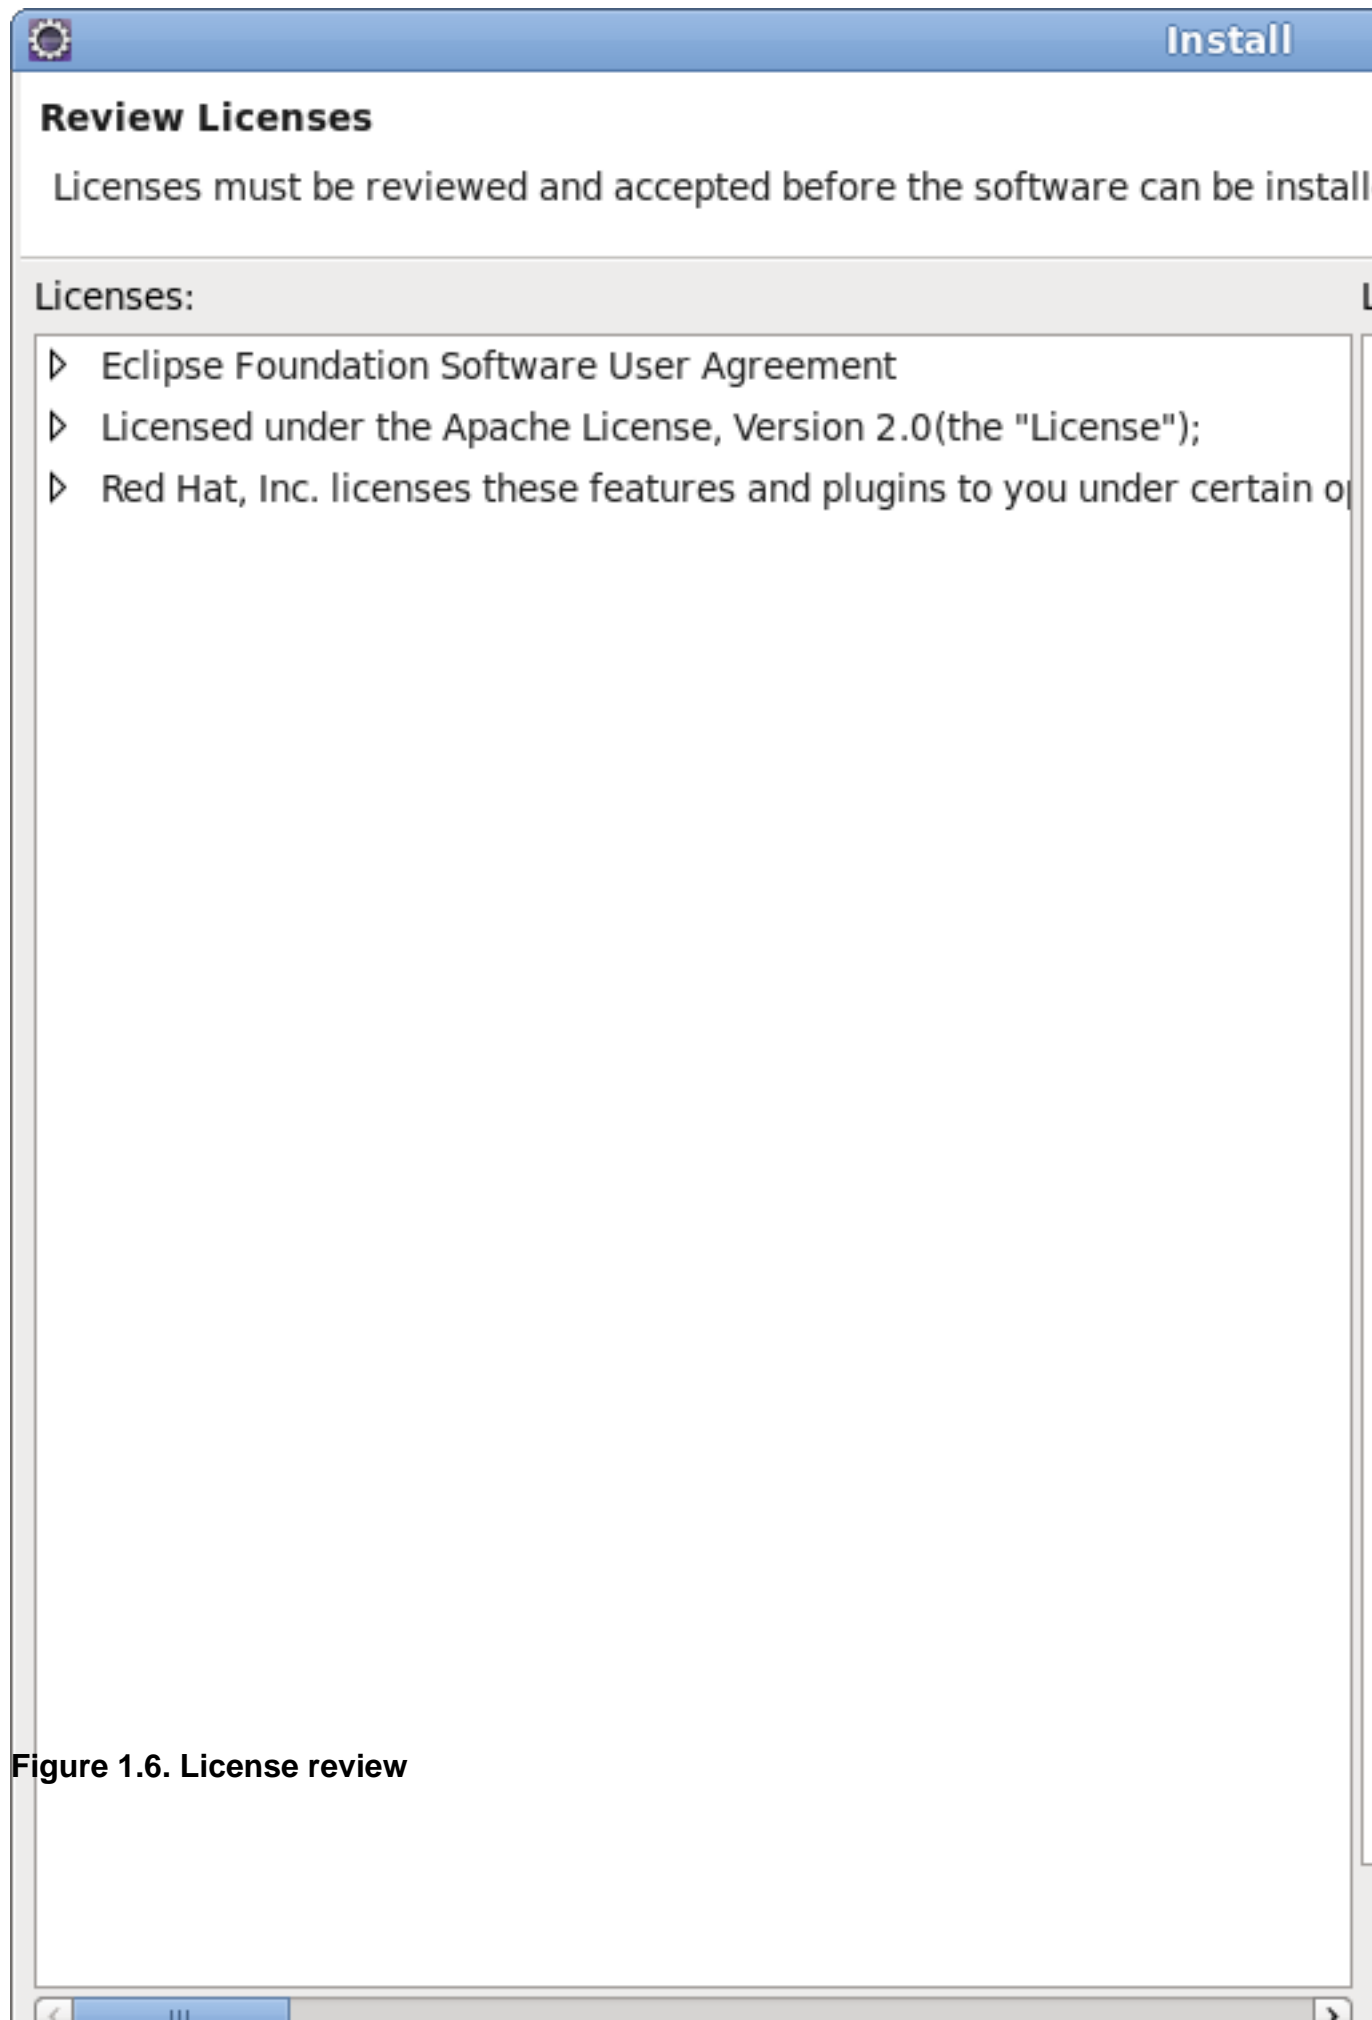 Install
Review Licenses
Licenses must be reviewed and accepted before the software can be install
Licenses:
Eclipse Foundation Software User Agreement
Licensed under the Apache License, Version 2.0(the "License");
Red Hat, Inc. licenses these features and plugins to you under certain
Figure 1.6. License review